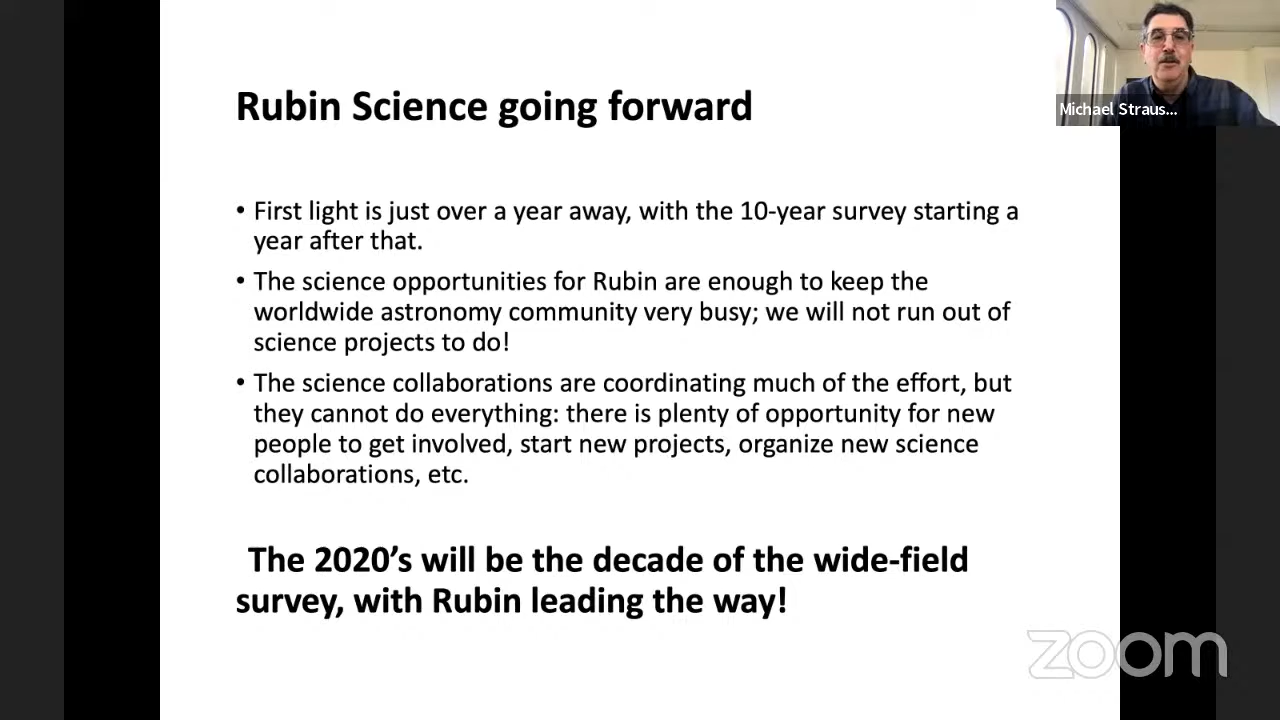 Rubin Science going forward
Michael Straus...
• First light is just over a year away, with the 10-year survey starting a
year after that.
• The science opportunities for Rubin are enough to keep the
worldwide astronomy community very busy; we will not run out of
science projects to do!
• The science collaborations are coordinating much of the effort, but
they cannot do everything: there is plenty of opportunity for new
people to get involved, start new projects, organize new science
collaborations, etc.
The 2020’s will be the decade of the wide-field
survey, with Rubin leading the way!
zoom